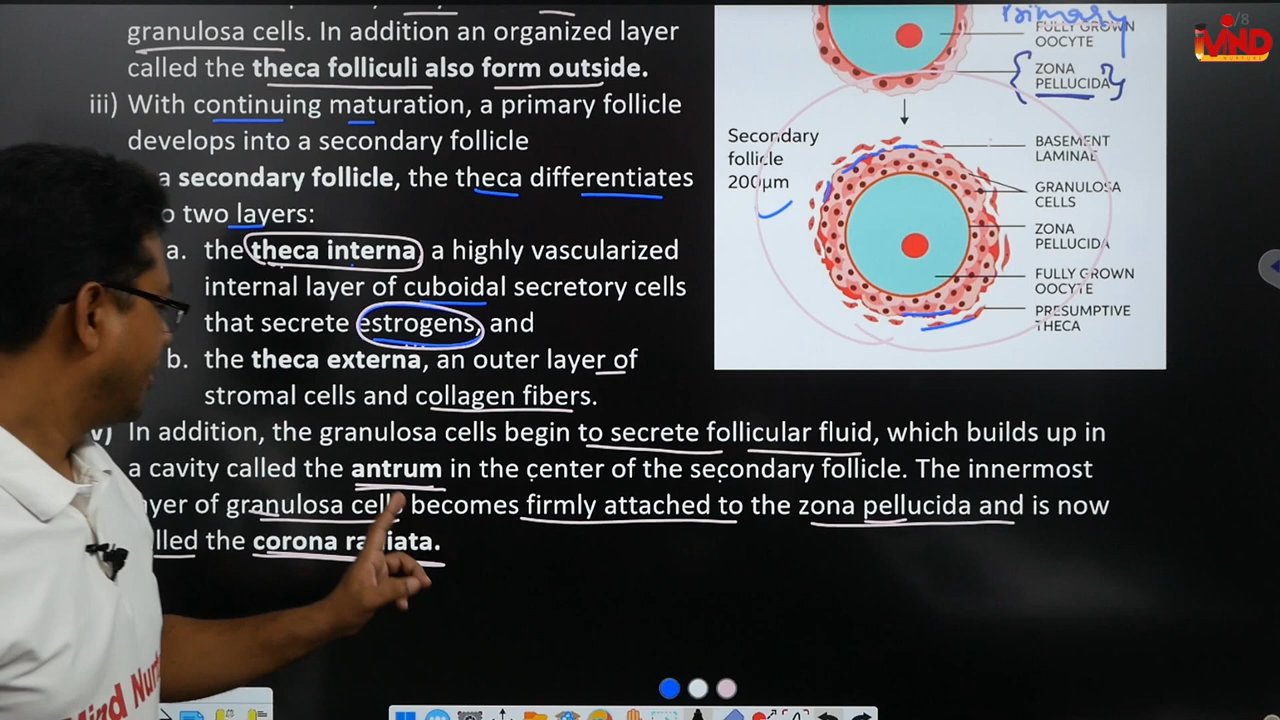 granulosa cells. In addition an organized layer
called the theca folliculi also form outside.
iii) With continuing maturation, a primary follicle
develops into a secondary follicle
a secondary follicle, the theca differentiates
two layers:
a. the theca interna, a highly vascularized
internal layer of cuboidal secretory cells
that secrete estrogens, and
b. the theca externa, an outer layer of
stromal cells and collagen fibers.
In addition, the granulosa cells begin to secrete follicular fluid, which builds up in
a cavity called the antrum in the center of the secondary follicle. The innermost
granulosa cells becomes firmly attached to the zona pellucida and is now
the corona radiata.
Primary
FULLY GROWN
OOCYTE
ZONA
PELLUCIDA
Secondary
follicle
200µm
BASEMENT
LAMINAE
GRANULOSA
CELLS
ZONA
PELLUCIDA
FULLY GROWN
OOCYTE
PRESUMPTIVE
THECA
/8
MIND
NURTURE
Mind Nurt